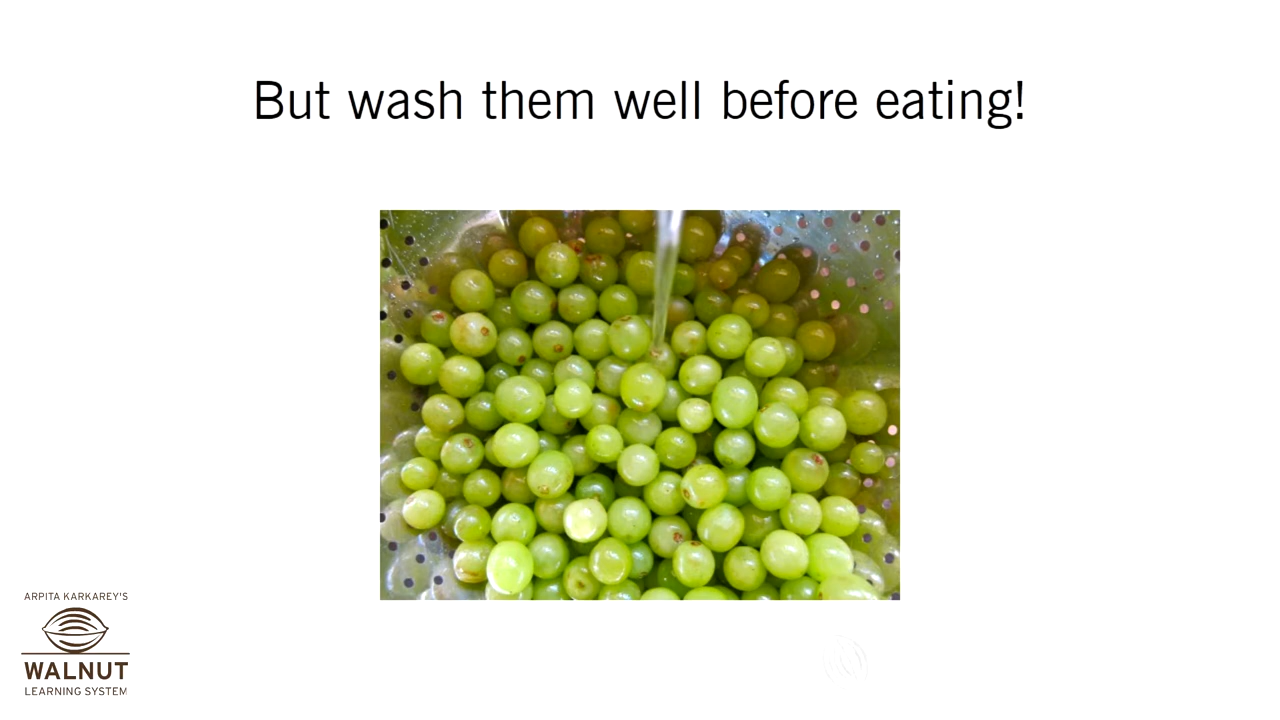 But wash them well before eating!
ARPITA KARKAREY'S
WALNUT
LEARNING SYSTEM